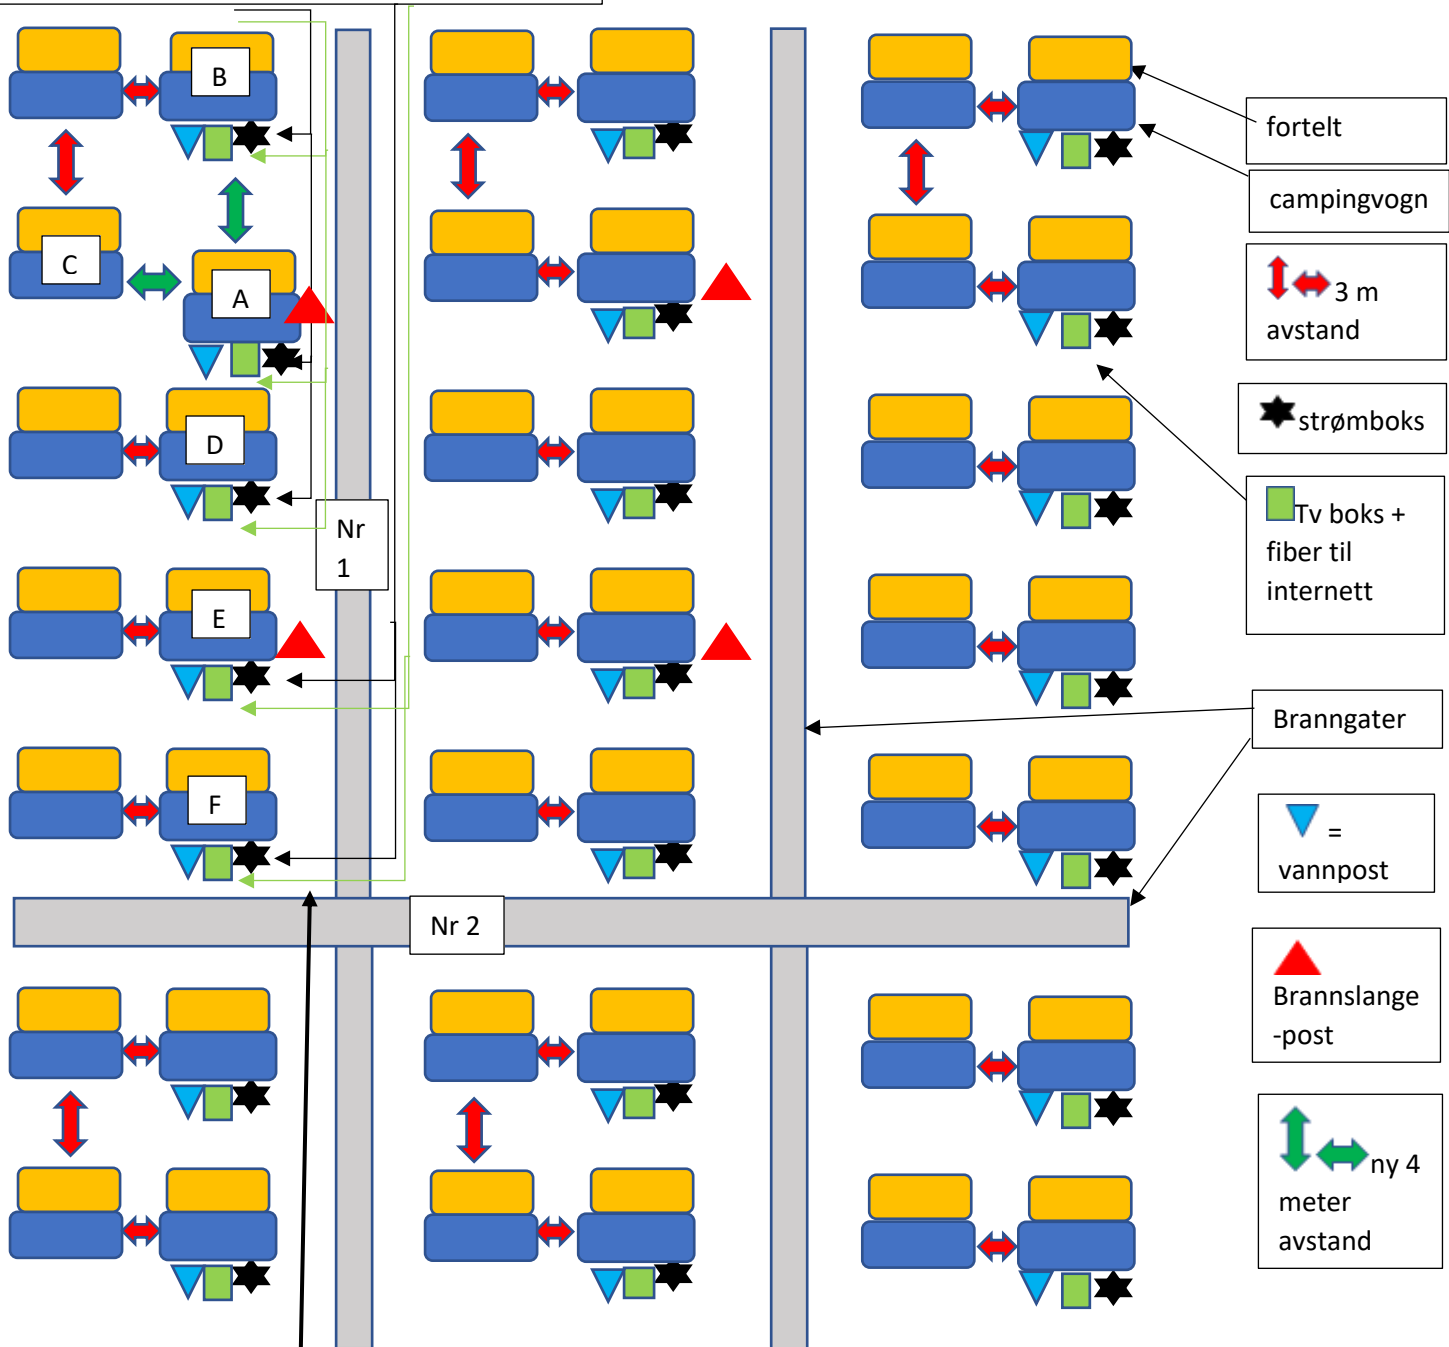 B
fortelt
campingvogn
C
A
3 m
avstand
strømboks
D
Tv boks +
fiber til
internett
Nr
1
E
Branngater
F
=
vannpost
Nr 2
Brannslange
-post
ny 4
meter
avstand